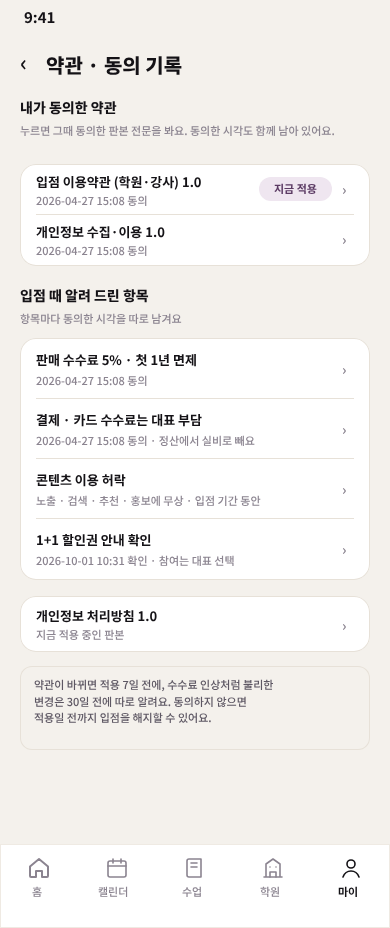 9:41
‹ 약관 · 동의 기록
내가 동의한 약관
누르면 그때 동의한 판본 전문을 봐요. 동의한 시각도 함께 남아 있어요.
입점 이용약관 (학원·강사) 1.0
지금 적용 ›
2026-04-27 15:08 동의
개인정보 수집·이용 1.0 ›
2026-04-27 15:08 동의
입점 때 알려 드린 항목
항목마다 동의한 시각을 따로 남겨요
판매 수수료 5% · 첫 1년 면제 ›
2026-04-27 15:08 동의
결제 · 카드 수수료는 대표 부담 ›
2026-04-27 15:08 동의 · 정산에서 실비로 빼요
콘텐츠 이용 허락 ›
노출 · 검색 · 추천 · 홍보에 무상 · 입점 기간 동안
1+1 할인권 안내 확인 ›
2026-10-01 10:31 확인 · 참여는 대표 선택
개인정보 처리방침 1.0 ›
지금 적용 중인 판본
약관이 바뀌면 적용 7일 전에, 수수료 인상처럼 불리한
변경은 30일 전에 따로 알려요. 동의하지 않으면
적용일 전까지 입점을 해지할 수 있어요.
홈 캘린더 수업 학원 마이